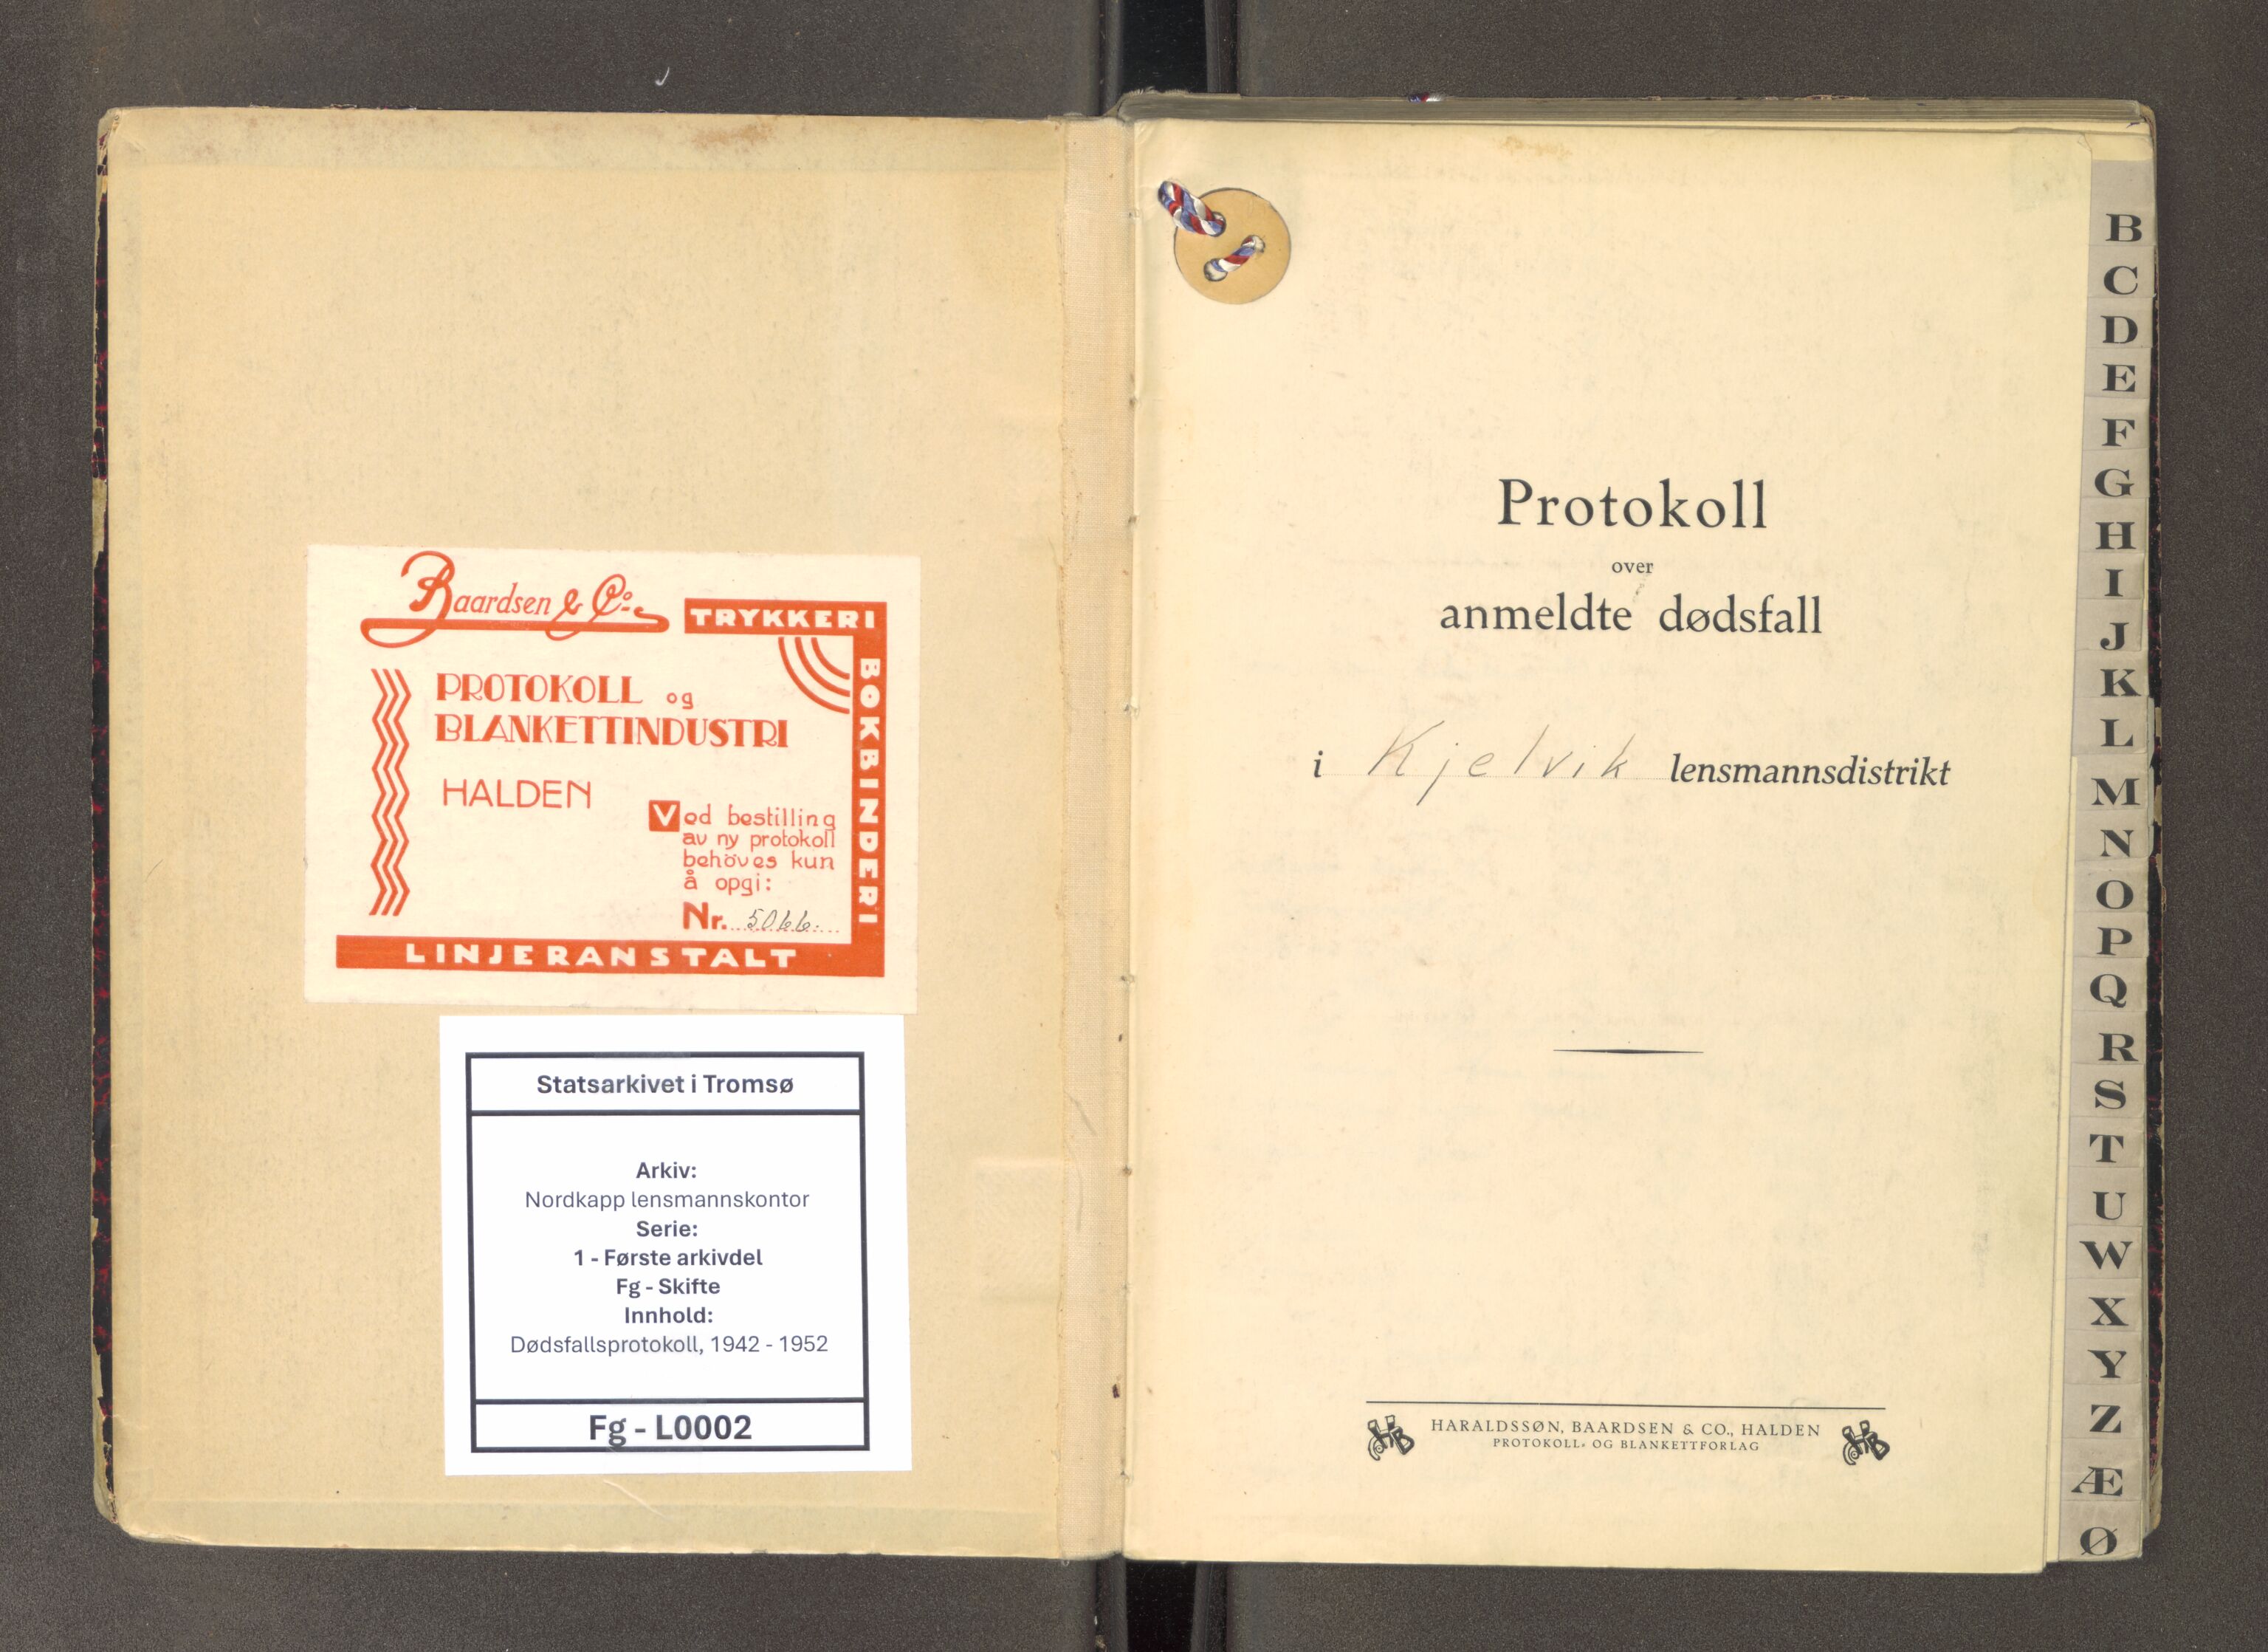 Baardsen & Co.
TRYKKERI
BOKBINDERI
PROTOKOLL og
BLANKETTINDUSTRI
HALDEN
Ved bestilling
av ny protokoll
behöves kun
å opgi:
Nr. 5066.
LINJERANSTALT
Statsarkivet i Tromsø
Arkiv:
Nordkapp lensmannskontor
Serie:
1 - Første arkivdel
Fg - Skifte
Innhold:
Dødsfallsprotokoll, 1942 - 1952
Fg - L0002
Protokoll
over
anmeldte dødsfall
i Kjelvik lensmannsdistrikt
HARALDSSØN, BAARDSEN & CO., HALDEN
PROTOKOLL- OG BLANKETTFORLAG
B
C
D
E
F
G
H
I
J
K
L
M
N
O
P
Q
R
S
T
U
W
X
Y
Z
Æ
Ø